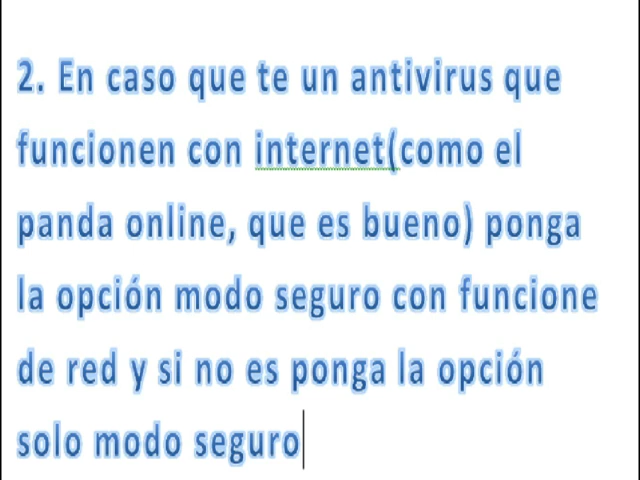 2. En caso que te un antivirus que
funcionen con internet(como el
panda online, que es bueno) ponga
la opción modo seguro con funcione
de red y si no es ponga la opción
solo modo seguro